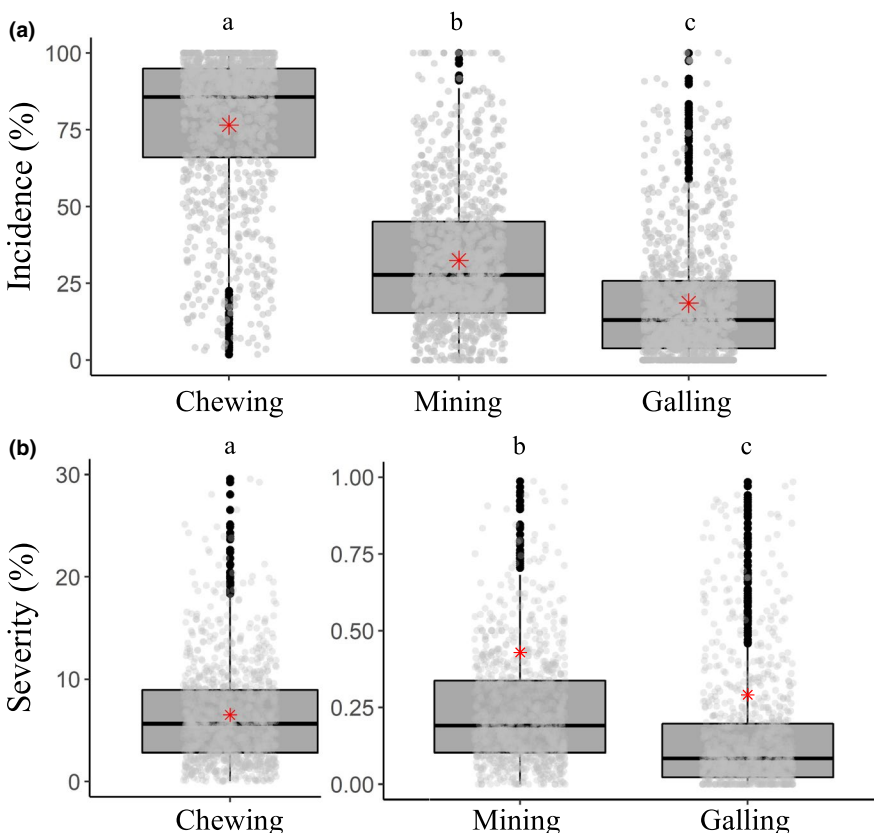 (a)
a b c
Incidence (%)
100
75
50
25
0
Chewing Mining Galling
(b)
a b c
Severity (%)
30
20
10
0
1.00
0.75
0.50
0.25
0.00
Chewing Mining Galling